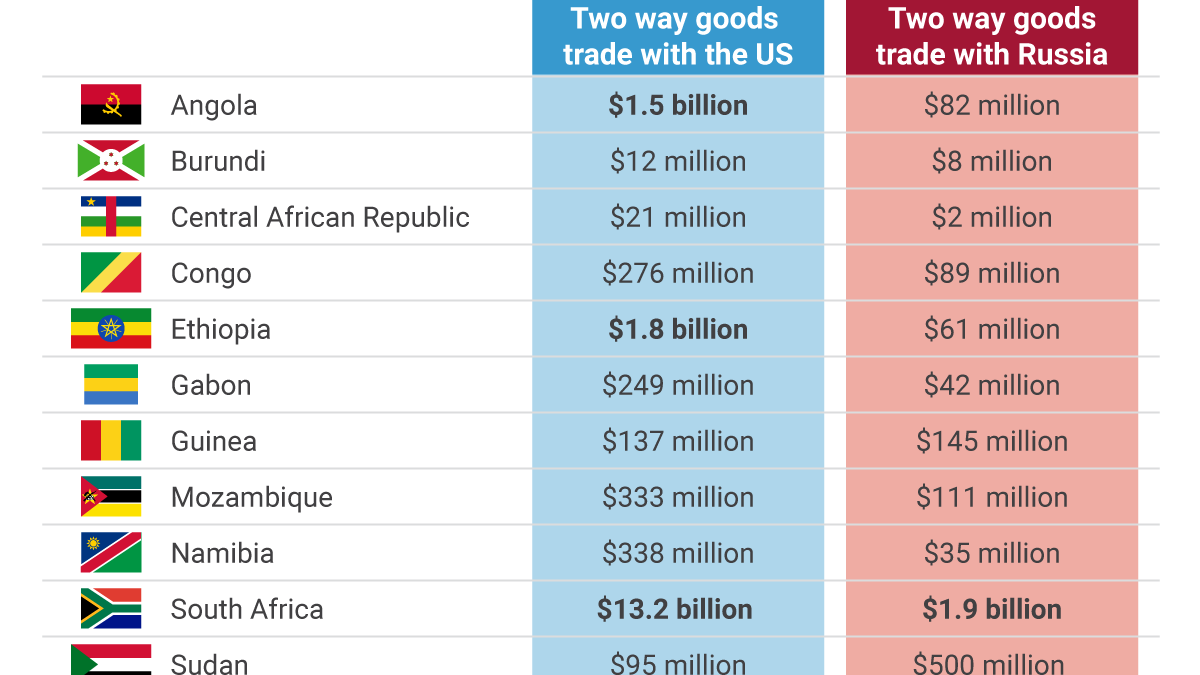 Two way goods
trade with the US
Two way goods
trade with Russia
Angola $1.5 billion $82 million
Burundi $12 million $8 million
Central African Republic $21 million $2 million
Congo $276 million $89 million
Ethiopia $1.8 billion $61 million
Gabon $249 million $42 million
Guinea $137 million $145 million
Mozambique $333 million $111 million
Namibia $338 million $35 million
South Africa $13.2 billion $1.9 billion
Sudan $95 million $500 million